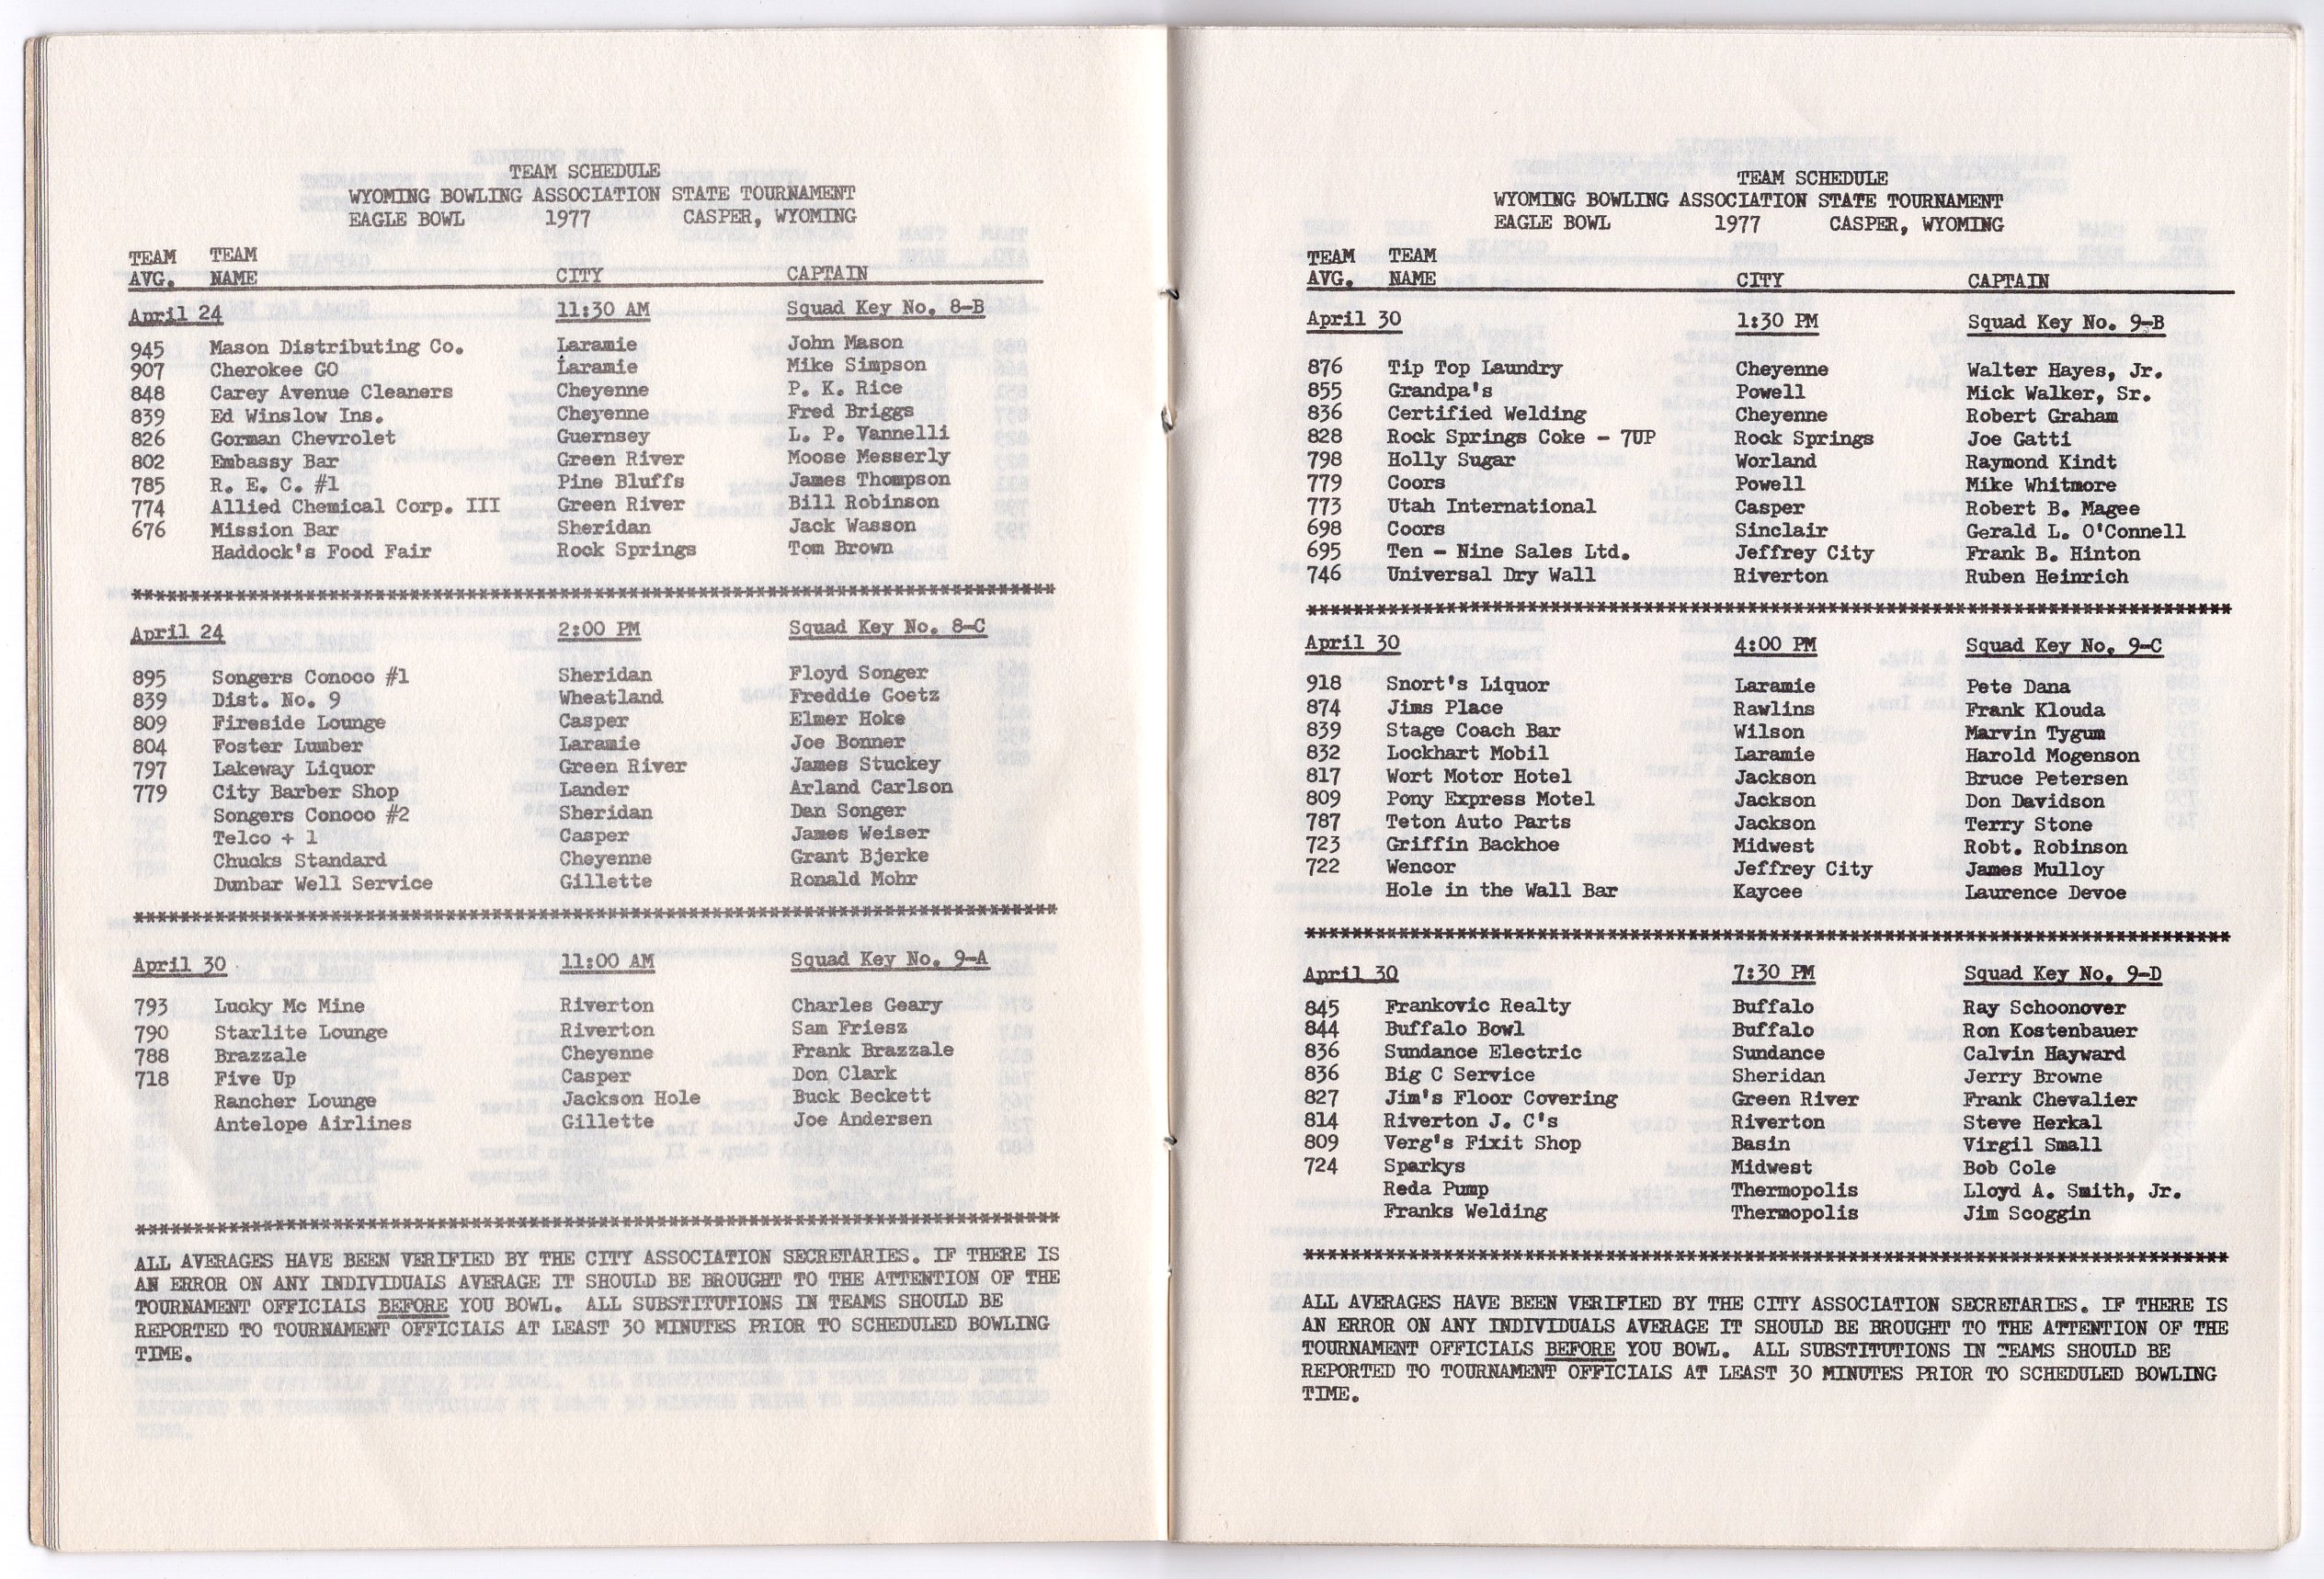 TEAM SCHEDULE
WYOMING BOWLING ASSOCIATION STATE TOURNAMENT
EAGLE BOWL 1977 CASPER, WYOMING
TEAM TEAM
AVG. NAME CITY CAPTAIN
April 24 11:30 AM Squad Key No. 8-B
945 Mason Distributing Co. Laramie John Mason
907 Cherokee GO Laramie Mike Simpson
848 Carey Avenue Cleaners Cheyenne P. K. Rice
839 Ed Winslow Ins. Cheyenne Fred Briggs
826 Gorman Chevrolet Guernsey L. P. Vannelli
802 Embassy Bar Green River Moose Messerly
785 R. E. C. #1 Pine Bluffs James Thompson
774 Allied Chemical Corp. III Green River Bill Robinson
676 Mission Bar Sheridan Jack Wasson
Haddock's Food Fair Rock Springs Tom Brown
*******************************************************************************
April 24 2:00 PM Squad Key No. 8-C
895 Songers Conoco #1 Sheridan Floyd Songer
839 Dist. No. 9 Wheatland Freddie Goetz
809 Fireside Lounge Casper Elmer Hoke
804 Foster Lumber Laramie Joe Bonner
797 Lakeway Liquor Green River James Stuckey
779 City Barber Shop Lander Arland Carlson
Songers Conoco #2 Sheridan Dan Songer
Telco + 1 Casper James Weiser
Chucks Standard Cheyenne Grant Bjerke
Dunbar Well Service Gillette Ronald Mohr
*******************************************************************************
April 30 11:00 AM Squad Key No. 9-A
793 Lucky Mc Mine Riverton Charles Geary
790 Starlite Lounge Riverton Sam Friesz
788 Brazzale Cheyenne Frank Brazzale
718 Five Up Casper Don Clark
Rancher Lounge Jackson Hole Buck Beckett
Antelope Airlines Gillette Joe Andersen
*******************************************************************************
ALL AVERAGES HAVE BEEN VERIFIED BY THE CITY ASSOCIATION SECRETARIES. IF THERE IS
AN ERROR ON ANY INDIVIDUALS AVERAGE IT SHOULD BE BROUGHT TO THE ATTENTION OF THE
TOURNAMENT OFFICIALS BEFORE YOU BOWL. ALL SUBSTITUTIONS IN TEAMS SHOULD BE
REPORTED TO TOURNAMENT OFFICIALS AT LEAST 30 MINUTES PRIOR TO SCHEDULED BOWLING
TIME.
TEAM SCHEDULE
WYOMING BOWLING ASSOCIATION STATE TOURNAMENT
EAGLE BOWL 1977 CASPER, WYOMING
TEAM TEAM
AVG. NAME CITY CAPTAIN
April 30 1:30 PM Squad Key No. 9-B
876 Tip Top Laundry Cheyenne Walter Hayes, Jr.
855 Grandpa's Powell Mick Walker, Sr.
836 Certified Welding Cheyenne Robert Graham
828 Rock Springs Coke - 7UP Rock Springs Joe Gatti
798 Holly Sugar Worland Raymond Kindt
779 Coors Powell Mike Whitmore
773 Utah International Casper Robert B. Magee
698 Coors Sinclair Gerald L. O'Connell
695 Ten - Nine Sales Ltd. Jeffrey City Frank B. Hinton
746 Universal Dry Wall Riverton Ruben Heinrich
*******************************************************************************
April 30 4:00 PM Squad Key No. 9-C
918 Snort's Liquor Laramie Pete Dana
874 Jims Place Rawlins Frank Klouda
839 Stage Coach Bar Wilson Marvin Tygum
832 Lockhart Mobil Laramie Harold Mogenson
817 Wort Motor Hotel Jackson Bruce Petersen
809 Pony Express Motel Jackson Don Davidson
787 Teton Auto Parts Jackson Terry Stone
723 Griffin Backhoe Midwest Robt. Robinson
722 Wencor Jeffrey City James Mulloy
Hole in the Wall Bar Kaycee Laurence Devoe
*******************************************************************************
April 30 7:30 PM Squad Key No. 9-D
845 Frankovic Realty Buffalo Ray Schoonover
844 Buffalo Bowl Buffalo Ron Kostenbauer
836 Sundance Electric Sundance Calvin Hayward
836 Big C Service Sheridan Jerry Browne
827 Jim's Floor Covering Green River Frank Chevalier
814 Riverton J. C's Riverton Steve Herkal
809 Verg's Fixit Shop Basin Virgil Small
724 Sparkys Midwest Bob Cole
Reda Pump Thermopolis Lloyd A. Smith, Jr.
Franks Welding Thermopolis Jim Scoggin
*******************************************************************************
ALL AVERAGES HAVE BEEN VERIFIED BY THE CITY ASSOCIATION SECRETARIES. IF THERE IS
AN ERROR ON ANY INDIVIDUALS AVERAGE IT SHOULD BE BROUGHT TO THE ATTENTION OF THE
TOURNAMENT OFFICIALS BEFORE YOU BOWL. ALL SUBSTITUTIONS IN TEAMS SHOULD BE
REPORTED TO TOURNAMENT OFFICIALS AT LEAST 30 MINUTES PRIOR TO SCHEDULED BOWLING
TIME.